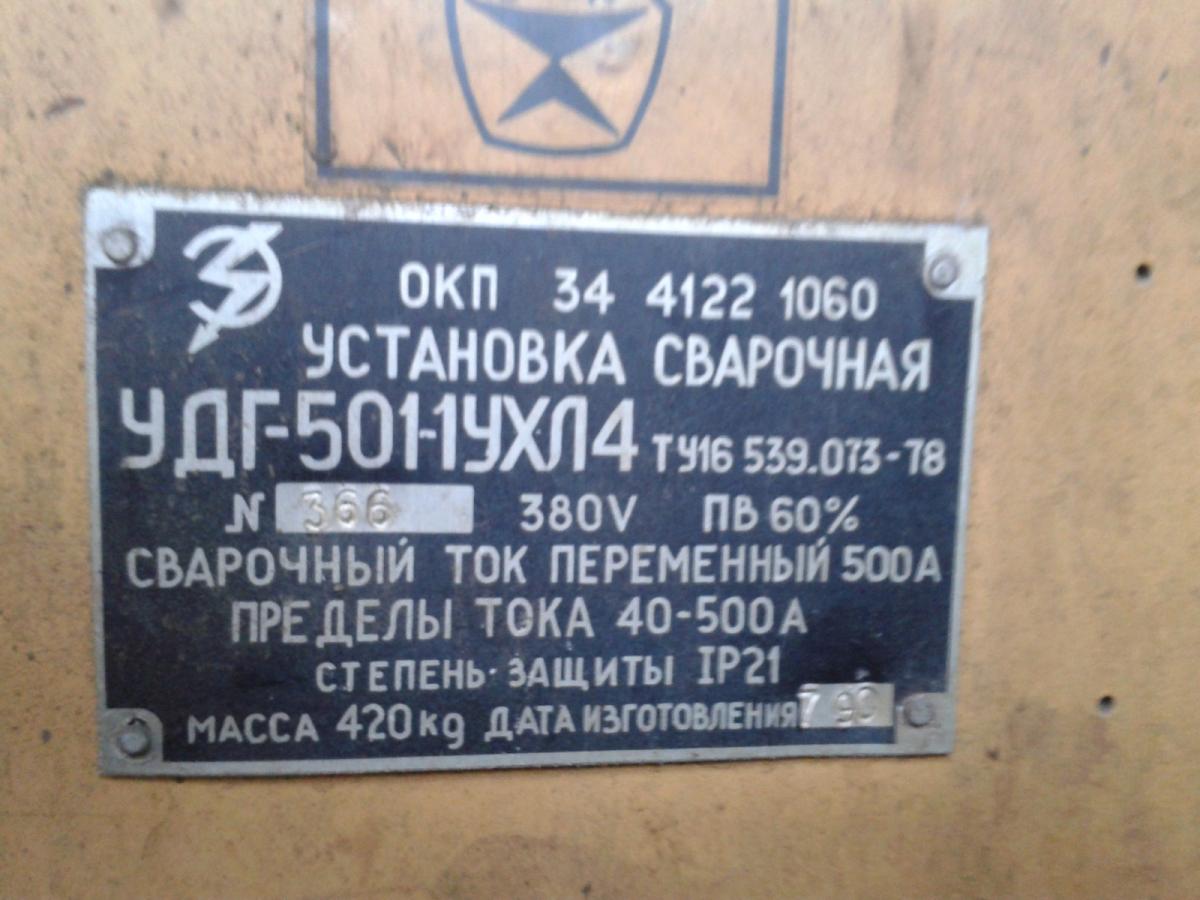 ОКП 34 4122 1060
УСТАНОВКА СВАРОЧНАЯ
УДГ-501-1УХЛ4 ТУ16 539.073-78
N 366 380V ПВ 60%
СВАРОЧНЫЙ ТОК ПЕРЕМЕННЫЙ 500А
ПРЕДЕЛЫ ТОКА 40-500А
СТЕПЕНЬ ЗАЩИТЫ IP21
МАССА 420kg ДАТА ИЗГОТОВЛЕНИЯ 7 90